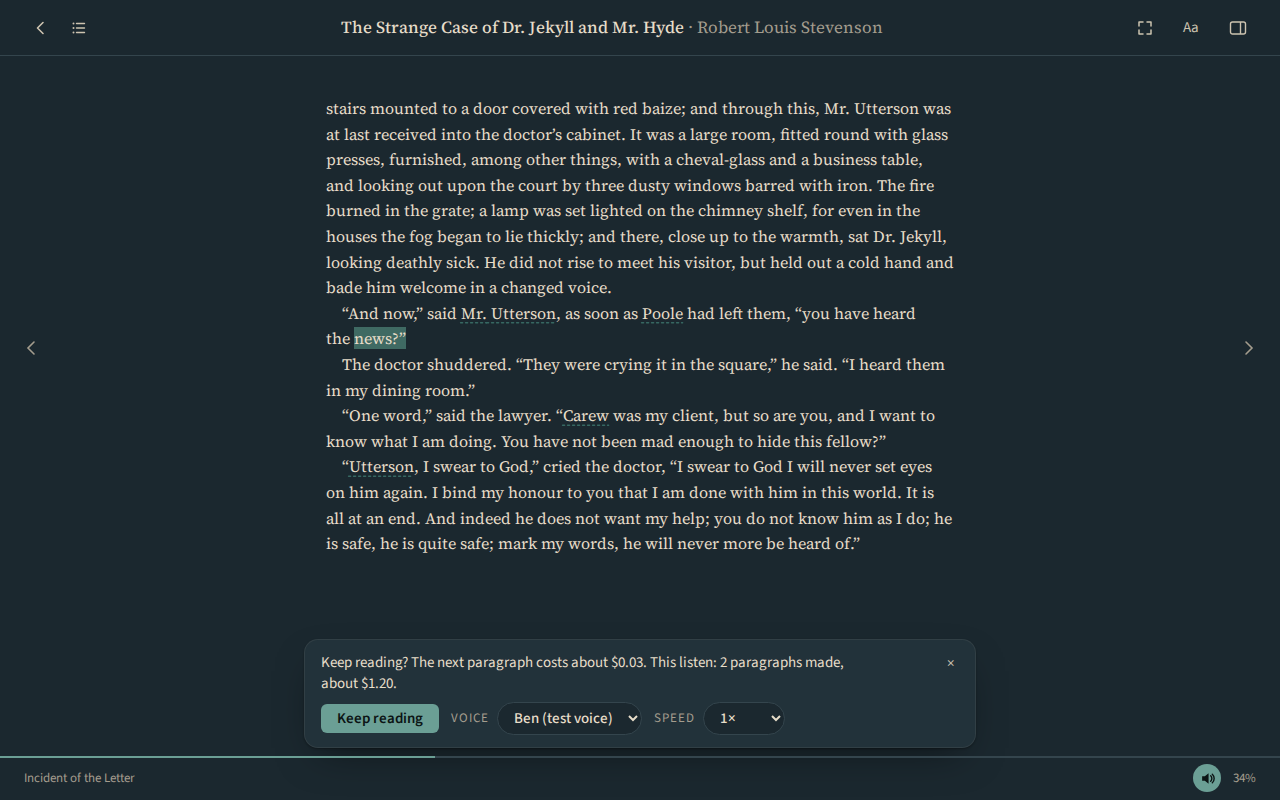 The Strange Case of Dr. Jekyll and Mr. Hyde · Robert Louis Stevenson
Aa
stairs mounted to a door covered with red baize; and through this, Mr. Utterson was
at last received into the doctor’s cabinet. It was a large room, fitted round with glass
presses, furnished, among other things, with a cheval-glass and a business table,
and looking out upon the court by three dusty windows barred with iron. The fire
burned in the grate; a lamp was set lighted on the chimney shelf, for even in the
houses the fog began to lie thickly; and there, close up to the warmth, sat Dr. Jekyll,
looking deathly sick. He did not rise to meet his visitor, but held out a cold hand and
bade him welcome in a changed voice.
“And now,” said Mr. Utterson, as soon as Poole had left them, “you have heard
the news?”
The doctor shuddered. “They were crying it in the square,” he said. “I heard them
in my dining room.”
“One word,” said the lawyer. “Carew was my client, but so are you, and I want to
know what I am doing. You have not been mad enough to hide this fellow?”
“Utterson, I swear to God,” cried the doctor, “I swear to God I will never set eyes
on him again. I bind my honour to you that I am done with him in this world. It is
all at an end. And indeed he does not want my help; you do not know him as I do; he
is safe, he is quite safe; mark my words, he will never more be heard of.”
Keep reading? The next paragraph costs about $0.03. This listen: 2 paragraphs made,
about $1.20.
×
Keep reading VOICE Ben (test voice) SPEED 1×
Incident of the Letter
34%